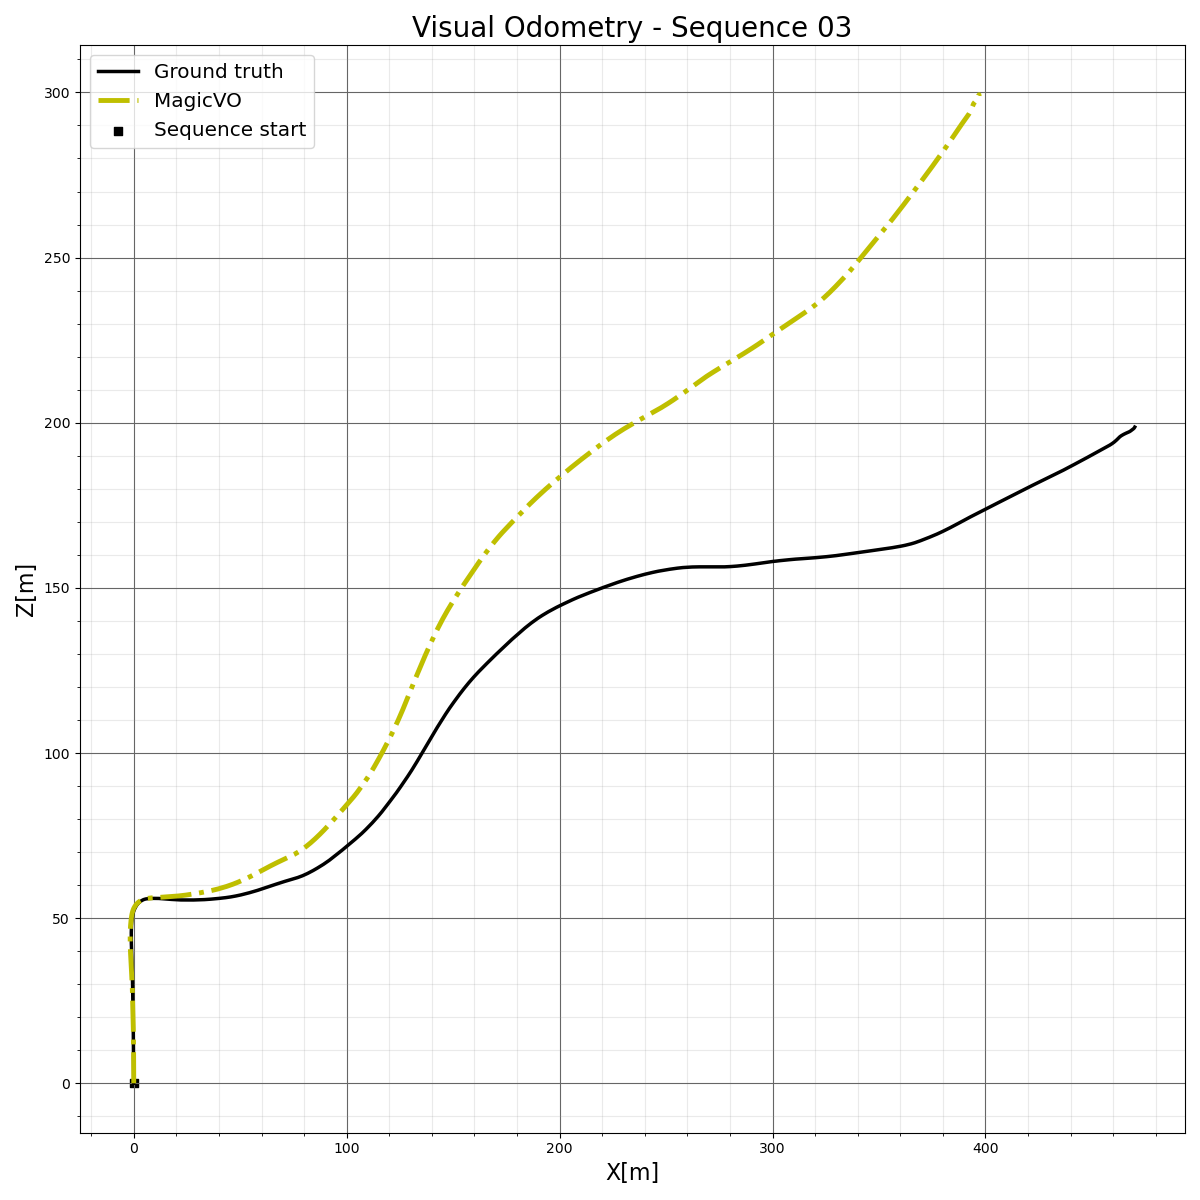 Visual Odometry - Sequence 03
Ground truth
MagicVO
Sequence start
Z[m]
300
250
200
150
100
50
0
0 100 200 300 400
X[m]